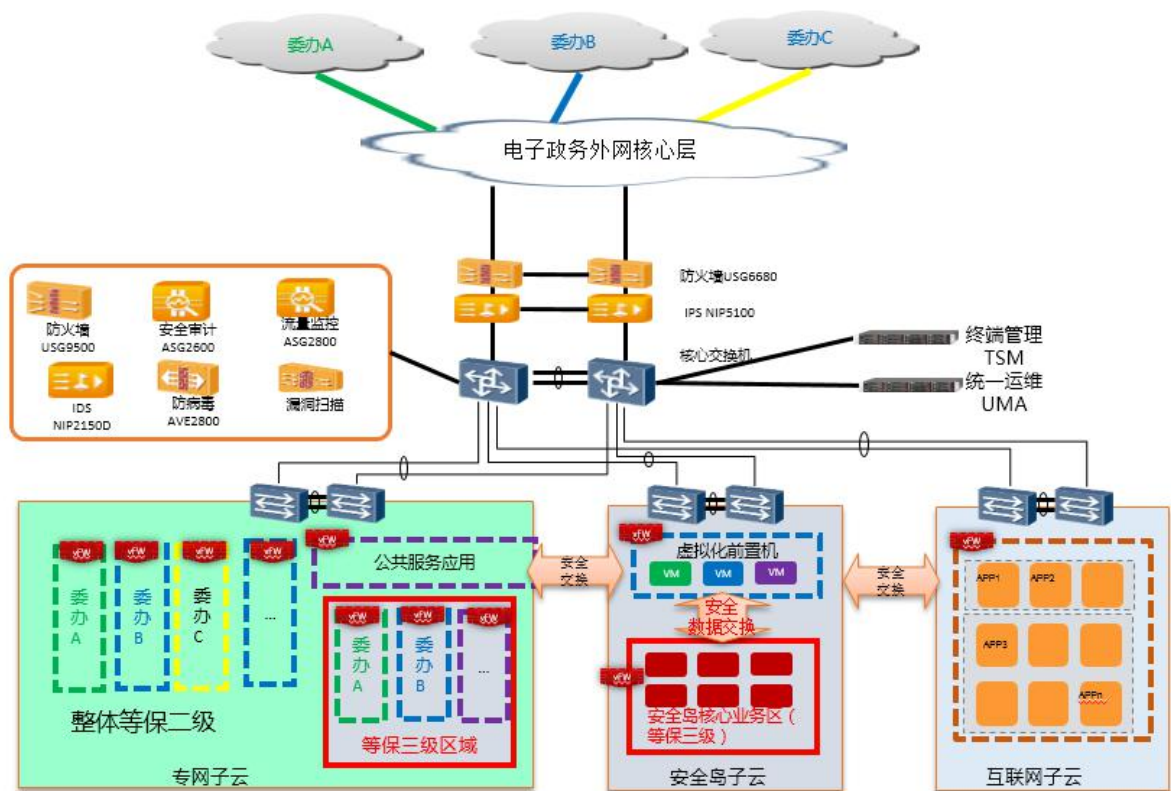 委办A
委办B
委办C
电子政务外网核心层
防火墙USG6680
IPS NIP5100
核心交换机
终端管理
TSM
统一运维
UMA
防火墙
USG9500
安全审计
ASG2600
流量监控
ASG2800
IDS
NIP2150D
防病毒
AVE2800
漏洞扫描
vFW
vFW
vFW
vFW
vFW
公共服务应用
委办A
委办B
委办C
...
vFW
vFW
vFW
委办A
委办B
...
整体等保二级
等保三级区域
专网子云
安全
交换
vFW
虚拟化前置机
VM
VM
VM
安全
数据交换
vFW
安全岛核心业务区（
等保三级）
安全岛子云
安全
交换
vFW
APP1
APP2
APP3
APPn
互联网子云